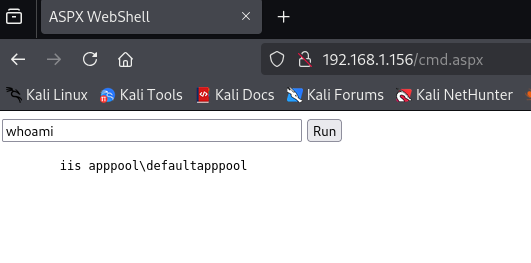 ASPX WebShell
192.168.1.156/cmd.aspx
Kali Linux Kali Tools Kali Docs Kali Forums Kali NetHunter
whoami Run
iis apppool\defaultapppool